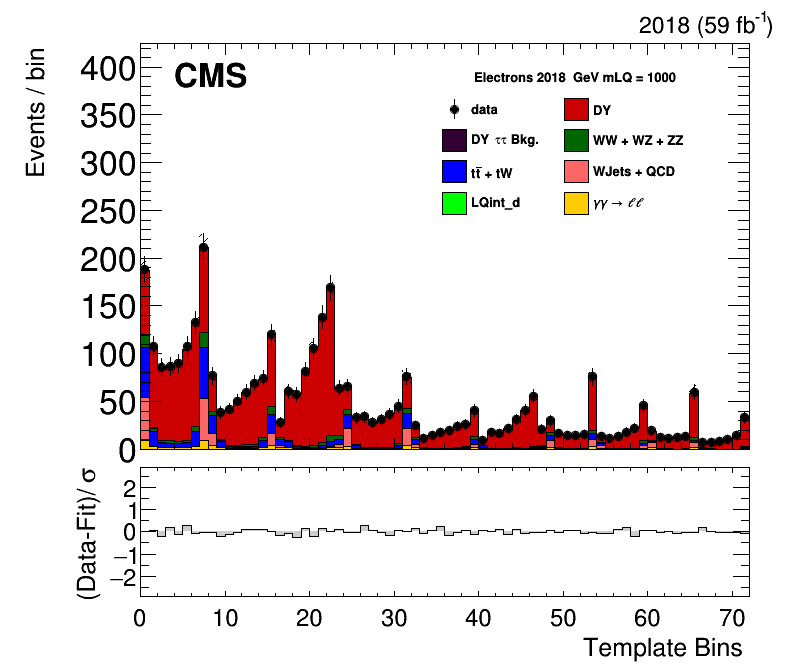 2018 (59 fb⁻¹)
CMS
Electrons 2018 GeV mLQ = 1000
data
DY
DY ττ Bkg.
WW + WZ + ZZ
tt̄ + tW
WJets + QCD
LQint_d
γγ → ℓℓ
Events / bin
400
350
300
250
200
150
100
50
0
(Data-Fit)/ σ
2
1
0
−1
−2
0 10 20 30 40 50 60 70
Template Bins